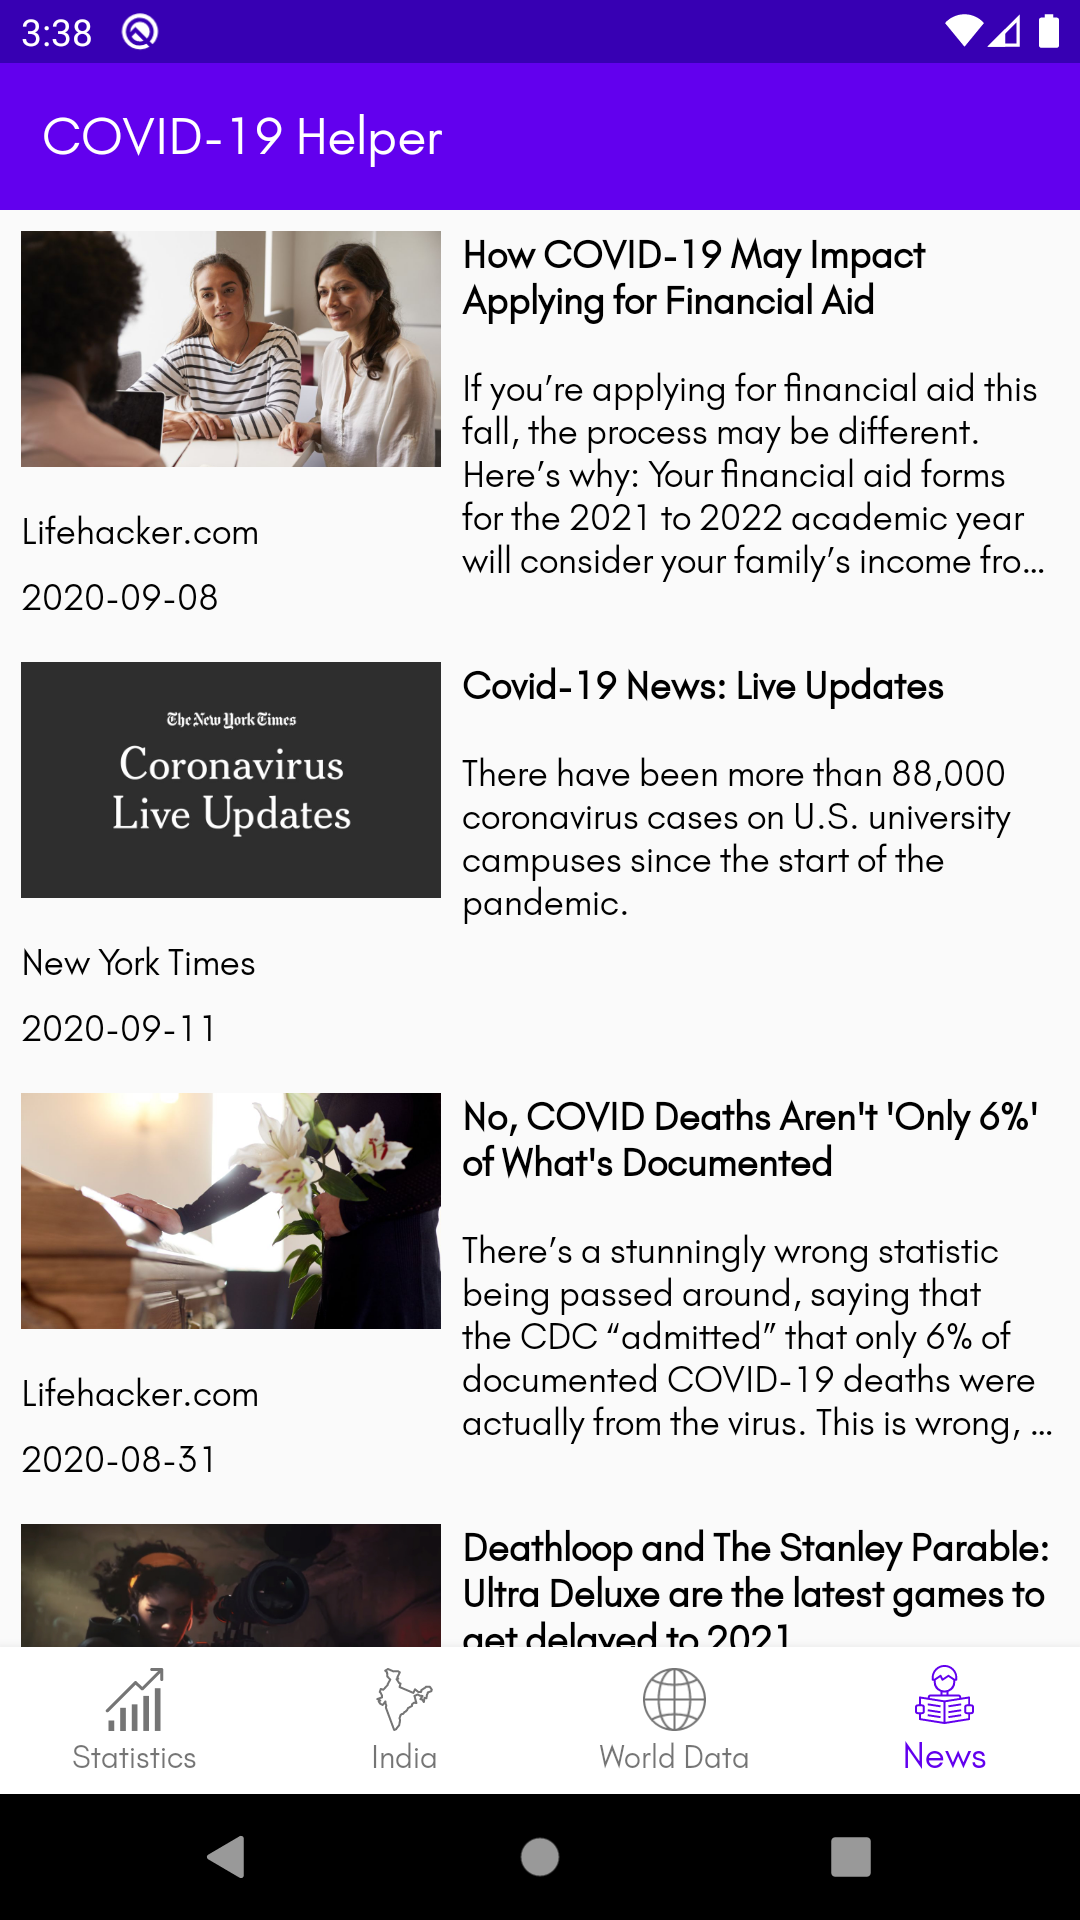 3:38
COVID-19 Helper
How COVID-19 May Impact
Applying for Financial Aid
If you’re applying for financial aid this
fall, the process may be different.
Here’s why: Your financial aid forms
for the 2021 to 2022 academic year
will consider your family’s income fro...
Lifehacker.com
2020-09-08
The New York Times
Coronavirus
Live Updates
Covid-19 News: Live Updates
There have been more than 88,000
coronavirus cases on U.S. university
campuses since the start of the
pandemic.
New York Times
2020-09-11
No, COVID Deaths Aren't 'Only 6%'
of What's Documented
There’s a stunningly wrong statistic
being passed around, saying that
the CDC “admitted” that only 6% of
documented COVID-19 deaths were
actually from the virus. This is wrong, ...
Lifehacker.com
2020-08-31
Deathloop and The Stanley Parable:
Ultra Deluxe are the latest games to
get delayed to 2021
Statistics
India
World Data
News